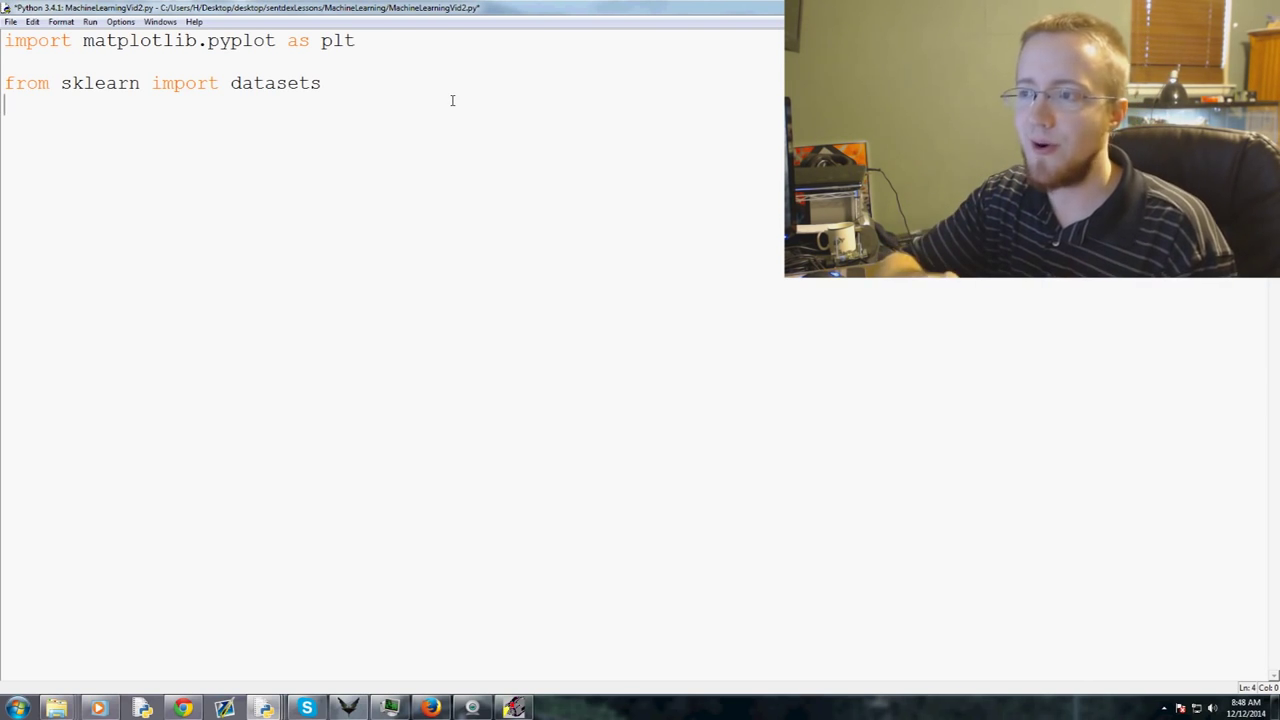 *Python 3.4.1: MachineLearningVid2.py - C:/Users/H/Desktop/desktop/sentdexLessons/MachineLearning/MachineLearningVid2.py*
File Edit Format Run Options Windows Help
import matplotlib.pyplot as plt
from sklearn import datasets
Ln: 4 Col: 0
8:48 AM
12/12/2014